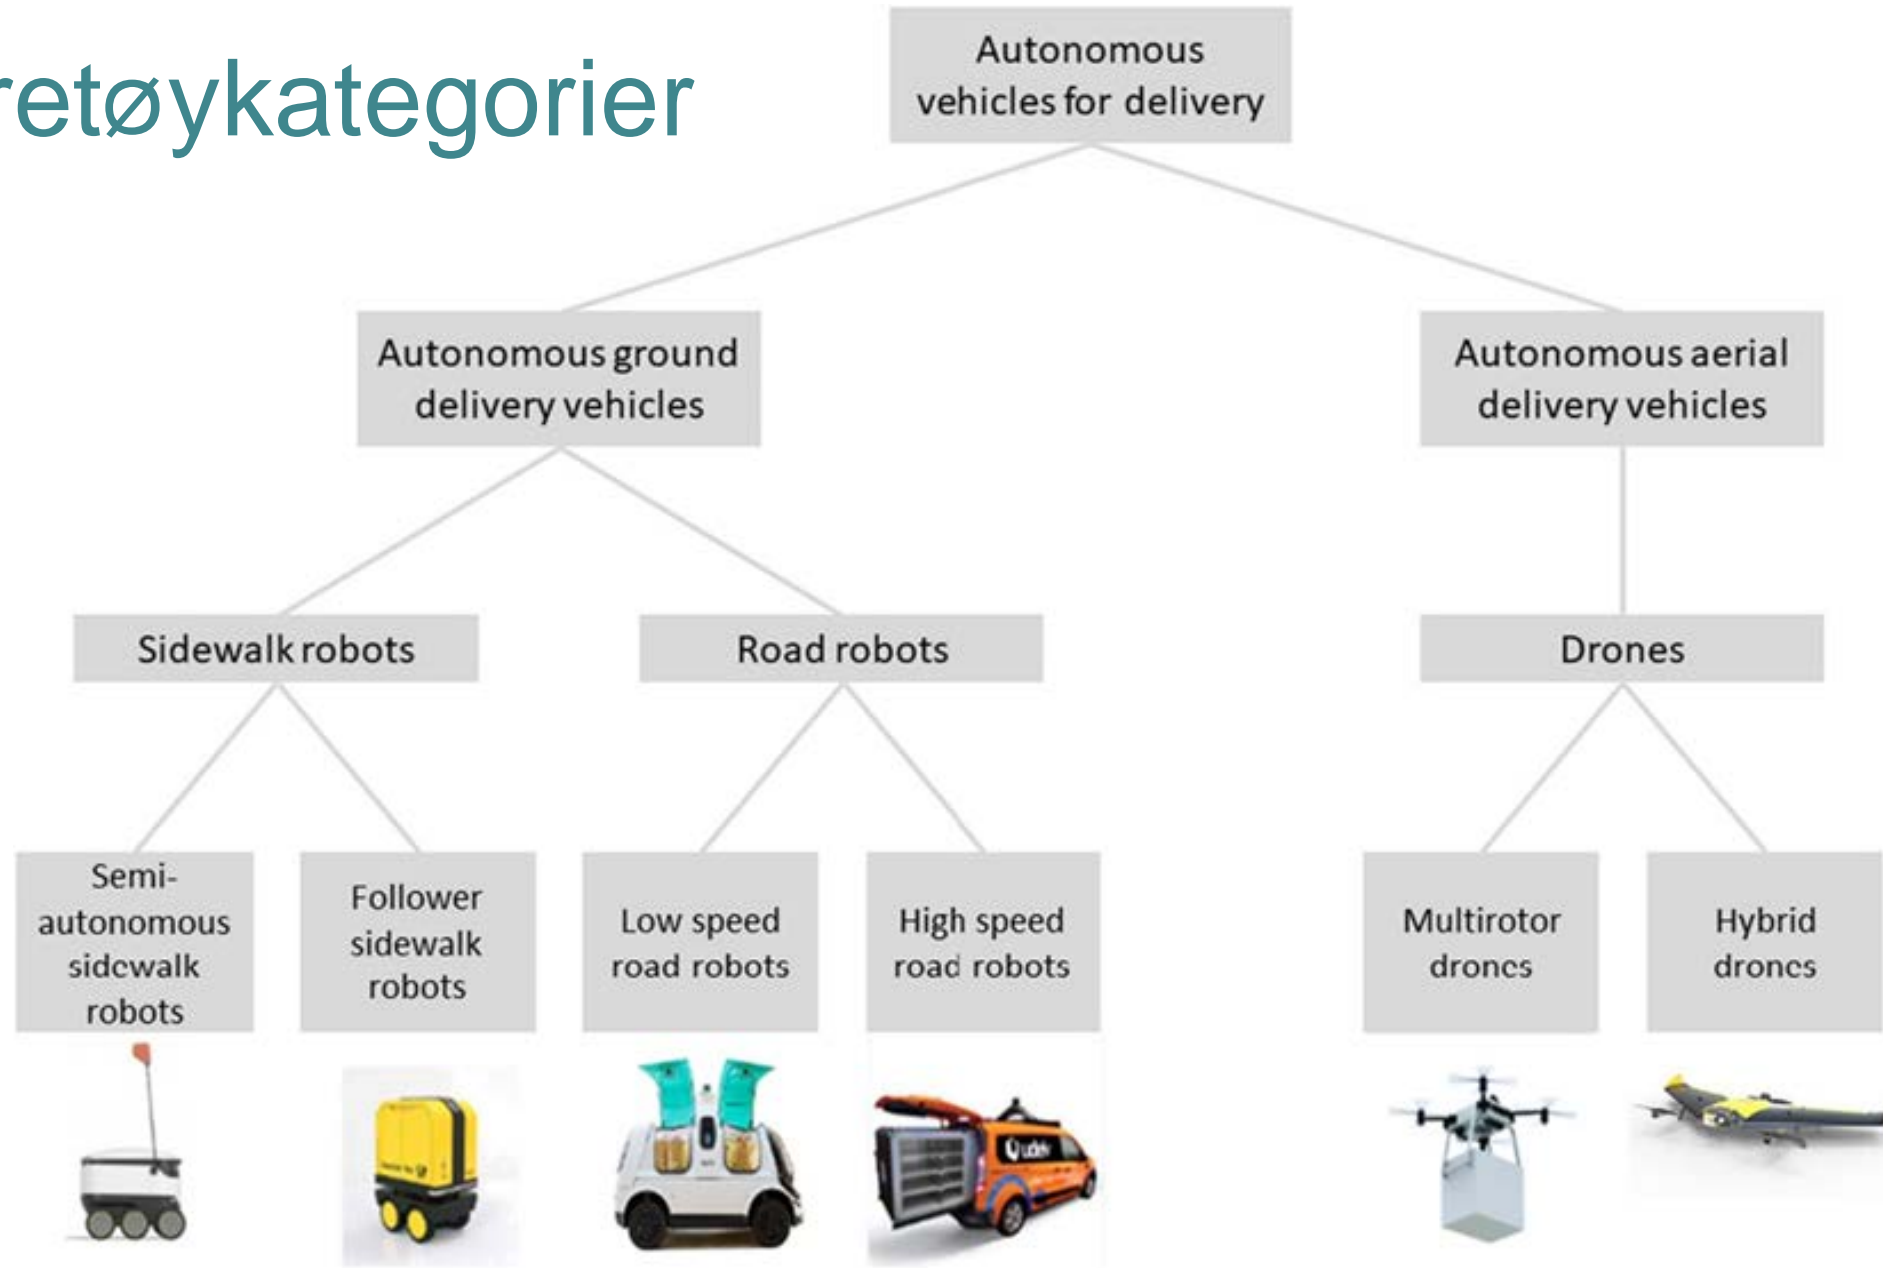 retøykategorier
Autonomous
vehicles for delivery
Autonomous ground
delivery vehicles
Autonomous aerial
delivery vehicles
Sidewalk robots
Road robots
Drones
Semi-
autonomous
sidewalk
robots
Follower
sidewalk
robots
Low speed
road robots
High speed
road robots
Multirotor
drones
Hybrid
drones